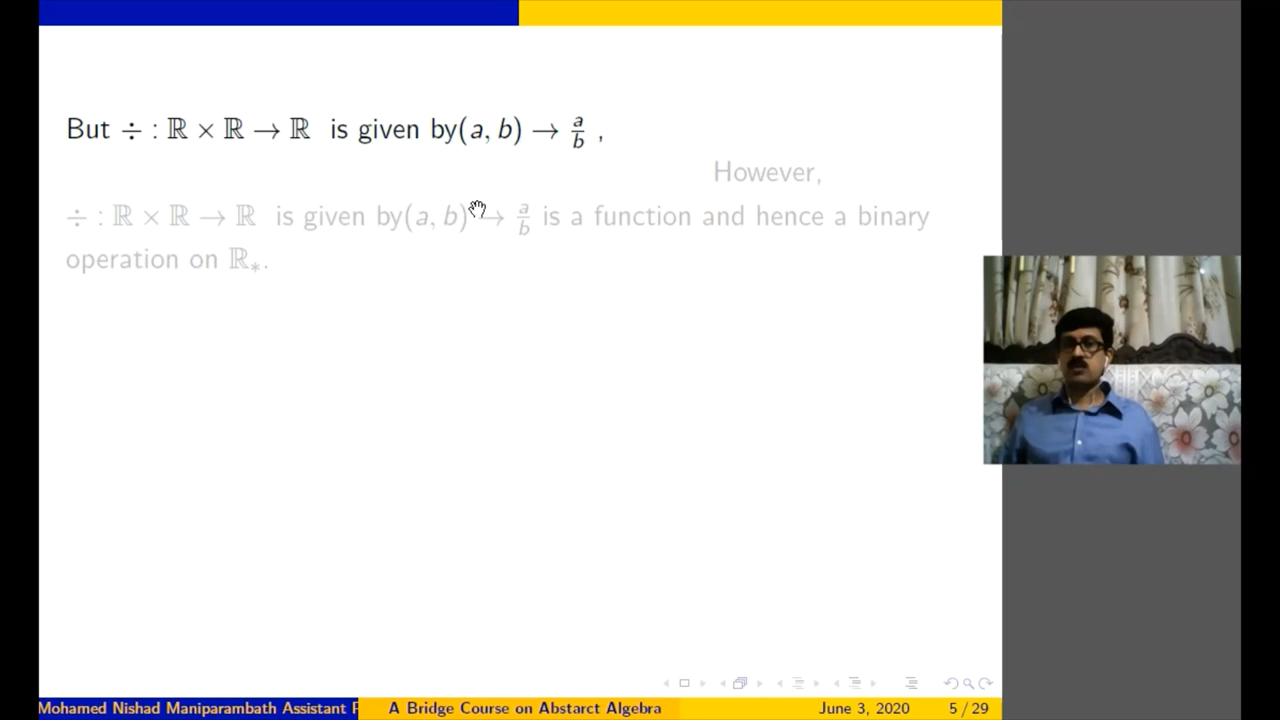 But ÷ : ℝ × ℝ → ℝ is given by(a, b) → a/b ,
However,
÷ : ℝ × ℝ → ℝ is given by(a, b) → a/b is a function and hence a binary
operation on ℝ∗.
Mohamed Nishad Maniparambath Assistant P A Bridge Course on Abstarct Algebra June 3, 2020 5 / 29